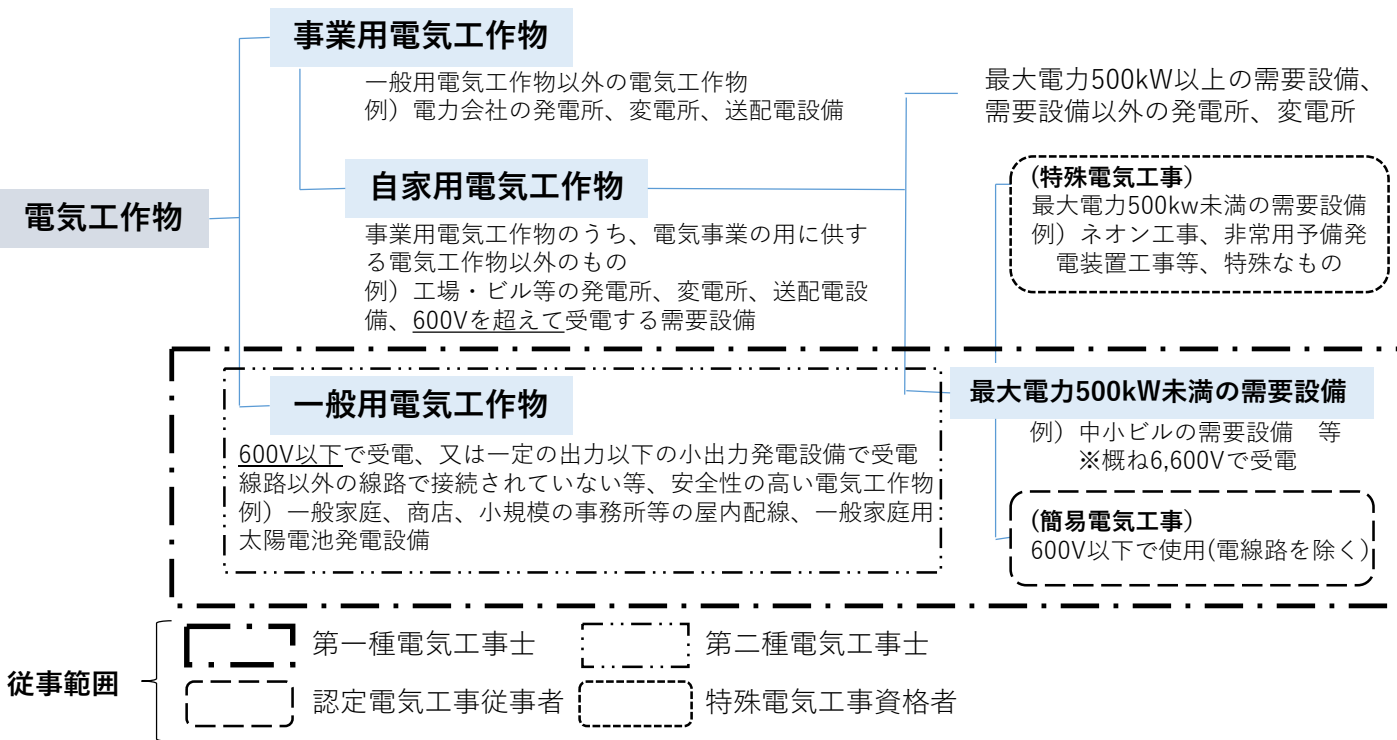 事業用電気工作物
一般用電気工作物以外の電気工作物
例）電力会社の発電所、変電所、送配電設備
最大電力500kW以上の需要設備、
需要設備以外の発電所、変電所
電気工作物
自家用電気工作物
事業用電気工作物のうち、電気事業の用に供す
る電気工作物以外のもの
例）工場・ビル等の発電所、変電所、送配電設
備、600Vを超えて受電する需要設備
(特殊電気工事)
最大電力500kw未満の需要設備
例）ネオン工事、非常用予備発
電装置工事等、特殊なもの
一般用電気工作物
600V以下で受電、又は一定の出力以下の小出力発電設備で受電
線路以外の線路で接続されていない等、安全性の高い電気工作物
例）一般家庭、商店、小規模の事務所等の屋内配線、一般家庭用
太陽電池発電設備
最大電力500kW未満の需要設備
例）中小ビルの需要設備　等
※概ね6,600Vで受電
(簡易電気工事)
600V以下で使用(電線路を除く)
従事範囲
第一種電気工事士
第二種電気工事士
認定電気工事従事者
特殊電気工事資格者